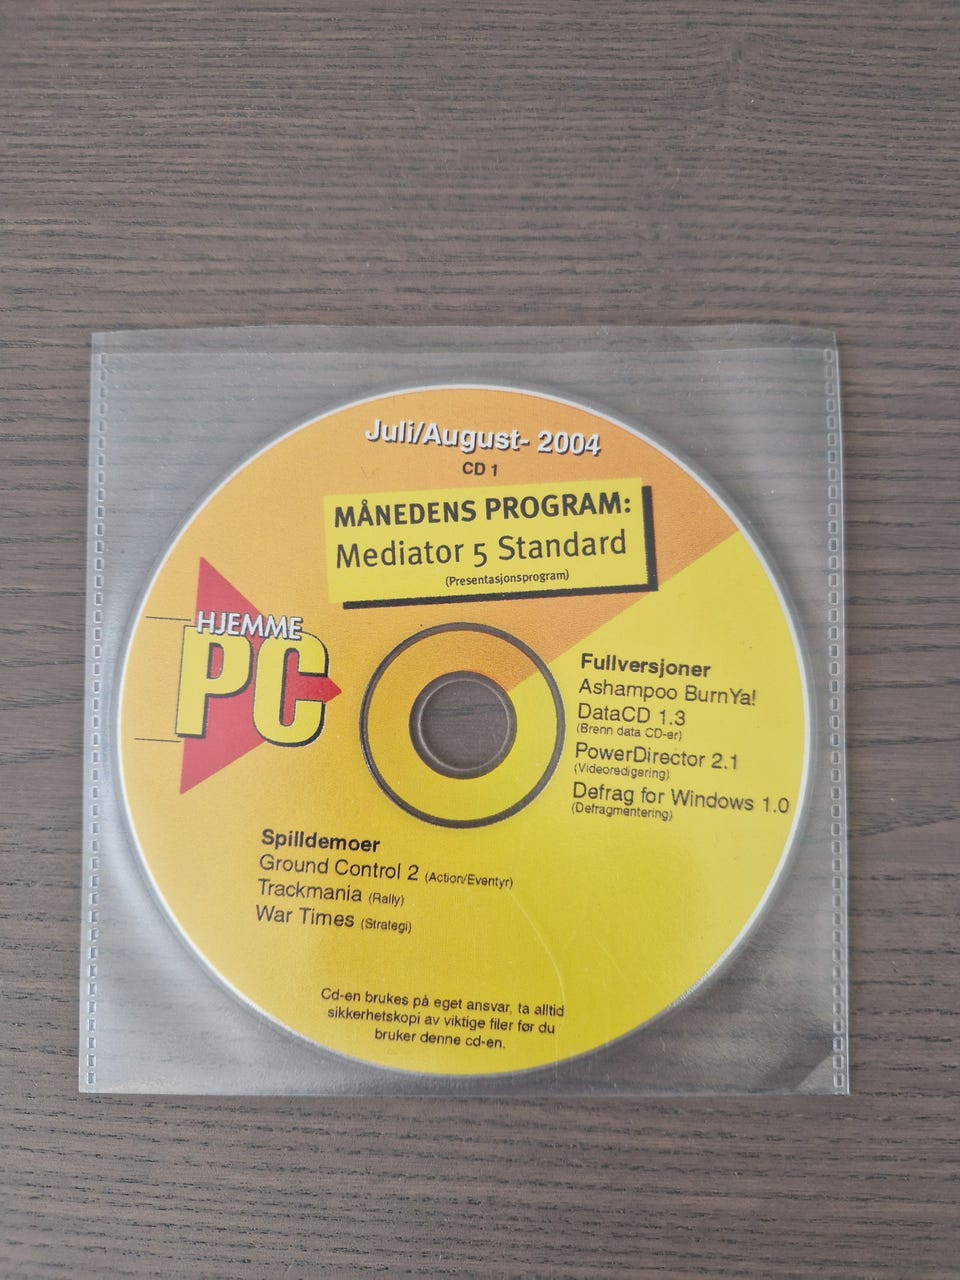 Juli/August- 2004
CD 1
MÅNEDENS PROGRAM:
Mediator 5 Standard
(Presentasjonsprogram)
HJEMME
PC
Fullversjoner
Ashampoo BurnYa!
DataCD 1.3
(Brenn data CD-er)
PowerDirector 2.1
(Videoredigering)
Defrag for Windows 1.0
(Defragmentering)
Spilldemoer
Ground Control 2 (Action/Eventyr)
Trackmania (Rally)
War Times (Strategi)
Cd-en brukes på eget ansvar, ta alltid
sikkerhetskopi av viktige filer før du
bruker denne cd-en.